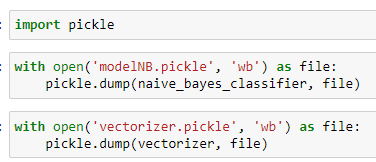 import pickle
with open('modelNB.pickle', 'wb') as file:
    pickle.dump(naive_bayes_classifier, file)
with open('vectorizer.pickle', 'wb') as file:
    pickle.dump(vectorizer, file)